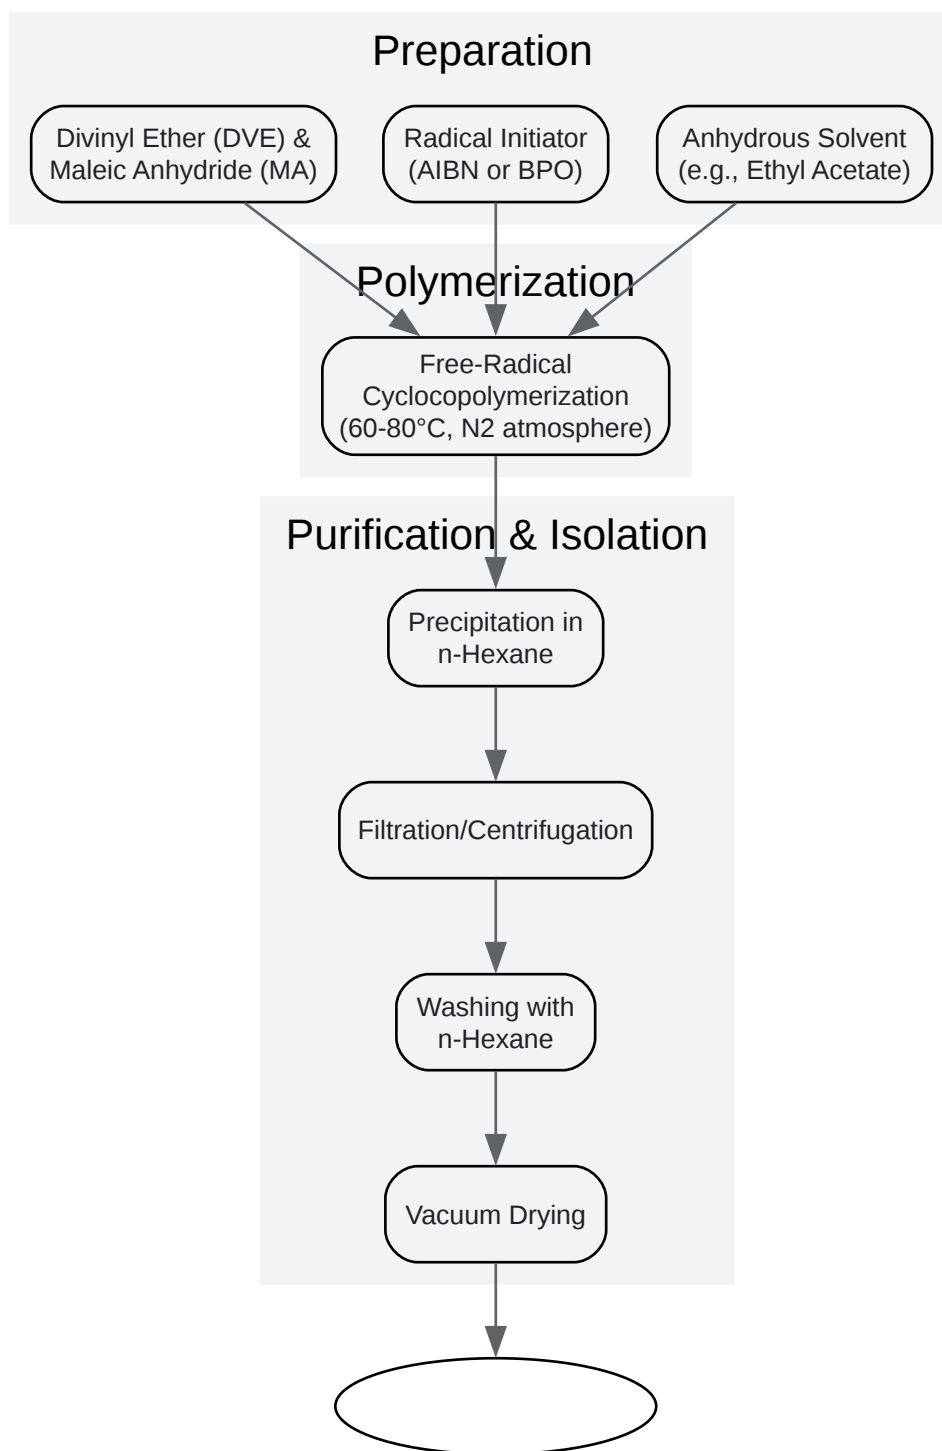 Preparation
Divinyl Ether (DVE) &
Maleic Anhydride (MA)
Radical Initiator
(AIBN or BPO)
Anhydrous Solvent
(e.g., Ethyl Acetate)
Polymerization
Free-Radical
Cyclocopolymerization
(60-80°C, N2 atmosphere)
Purification & Isolation
Precipitation in
n-Hexane
Filtration/Centrifugation
Washing with
n-Hexane
Vacuum Drying